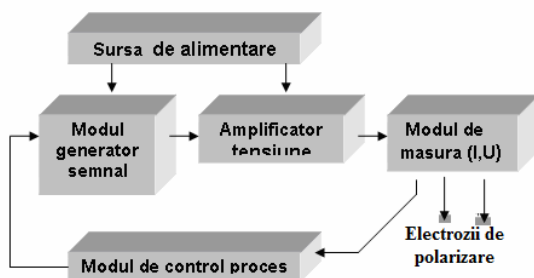 Sursa de alimentare
Modul
generator
semnal
Amplificator
tensiune
Modul de
masura (I,U)
Electrozii de
polarizare
Modul de control proces